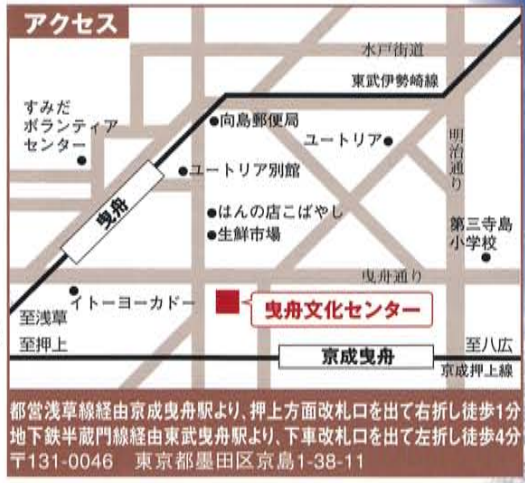 アクセス
水戸街道
東武伊勢崎線
すみだ
ボランティア
センター
向島郵便局
ユートリア
明治通り
ユートリア別館
曳舟
はんの店こばやし
生鮮市場
第三寺島
小学校
曳舟通り
イトーヨーカドー
曳舟文化センター
至浅草
至押上
京成曳舟
至八広
京成押上線
都営浅草線経由京成曳舟駅より、押上方面改札口を出て右折し徒歩1分
地下鉄半蔵門線経由東武曳舟駅より、下車改札口を出て左折し徒歩4分
〒131-0046 東京都墨田区京島1-38-11